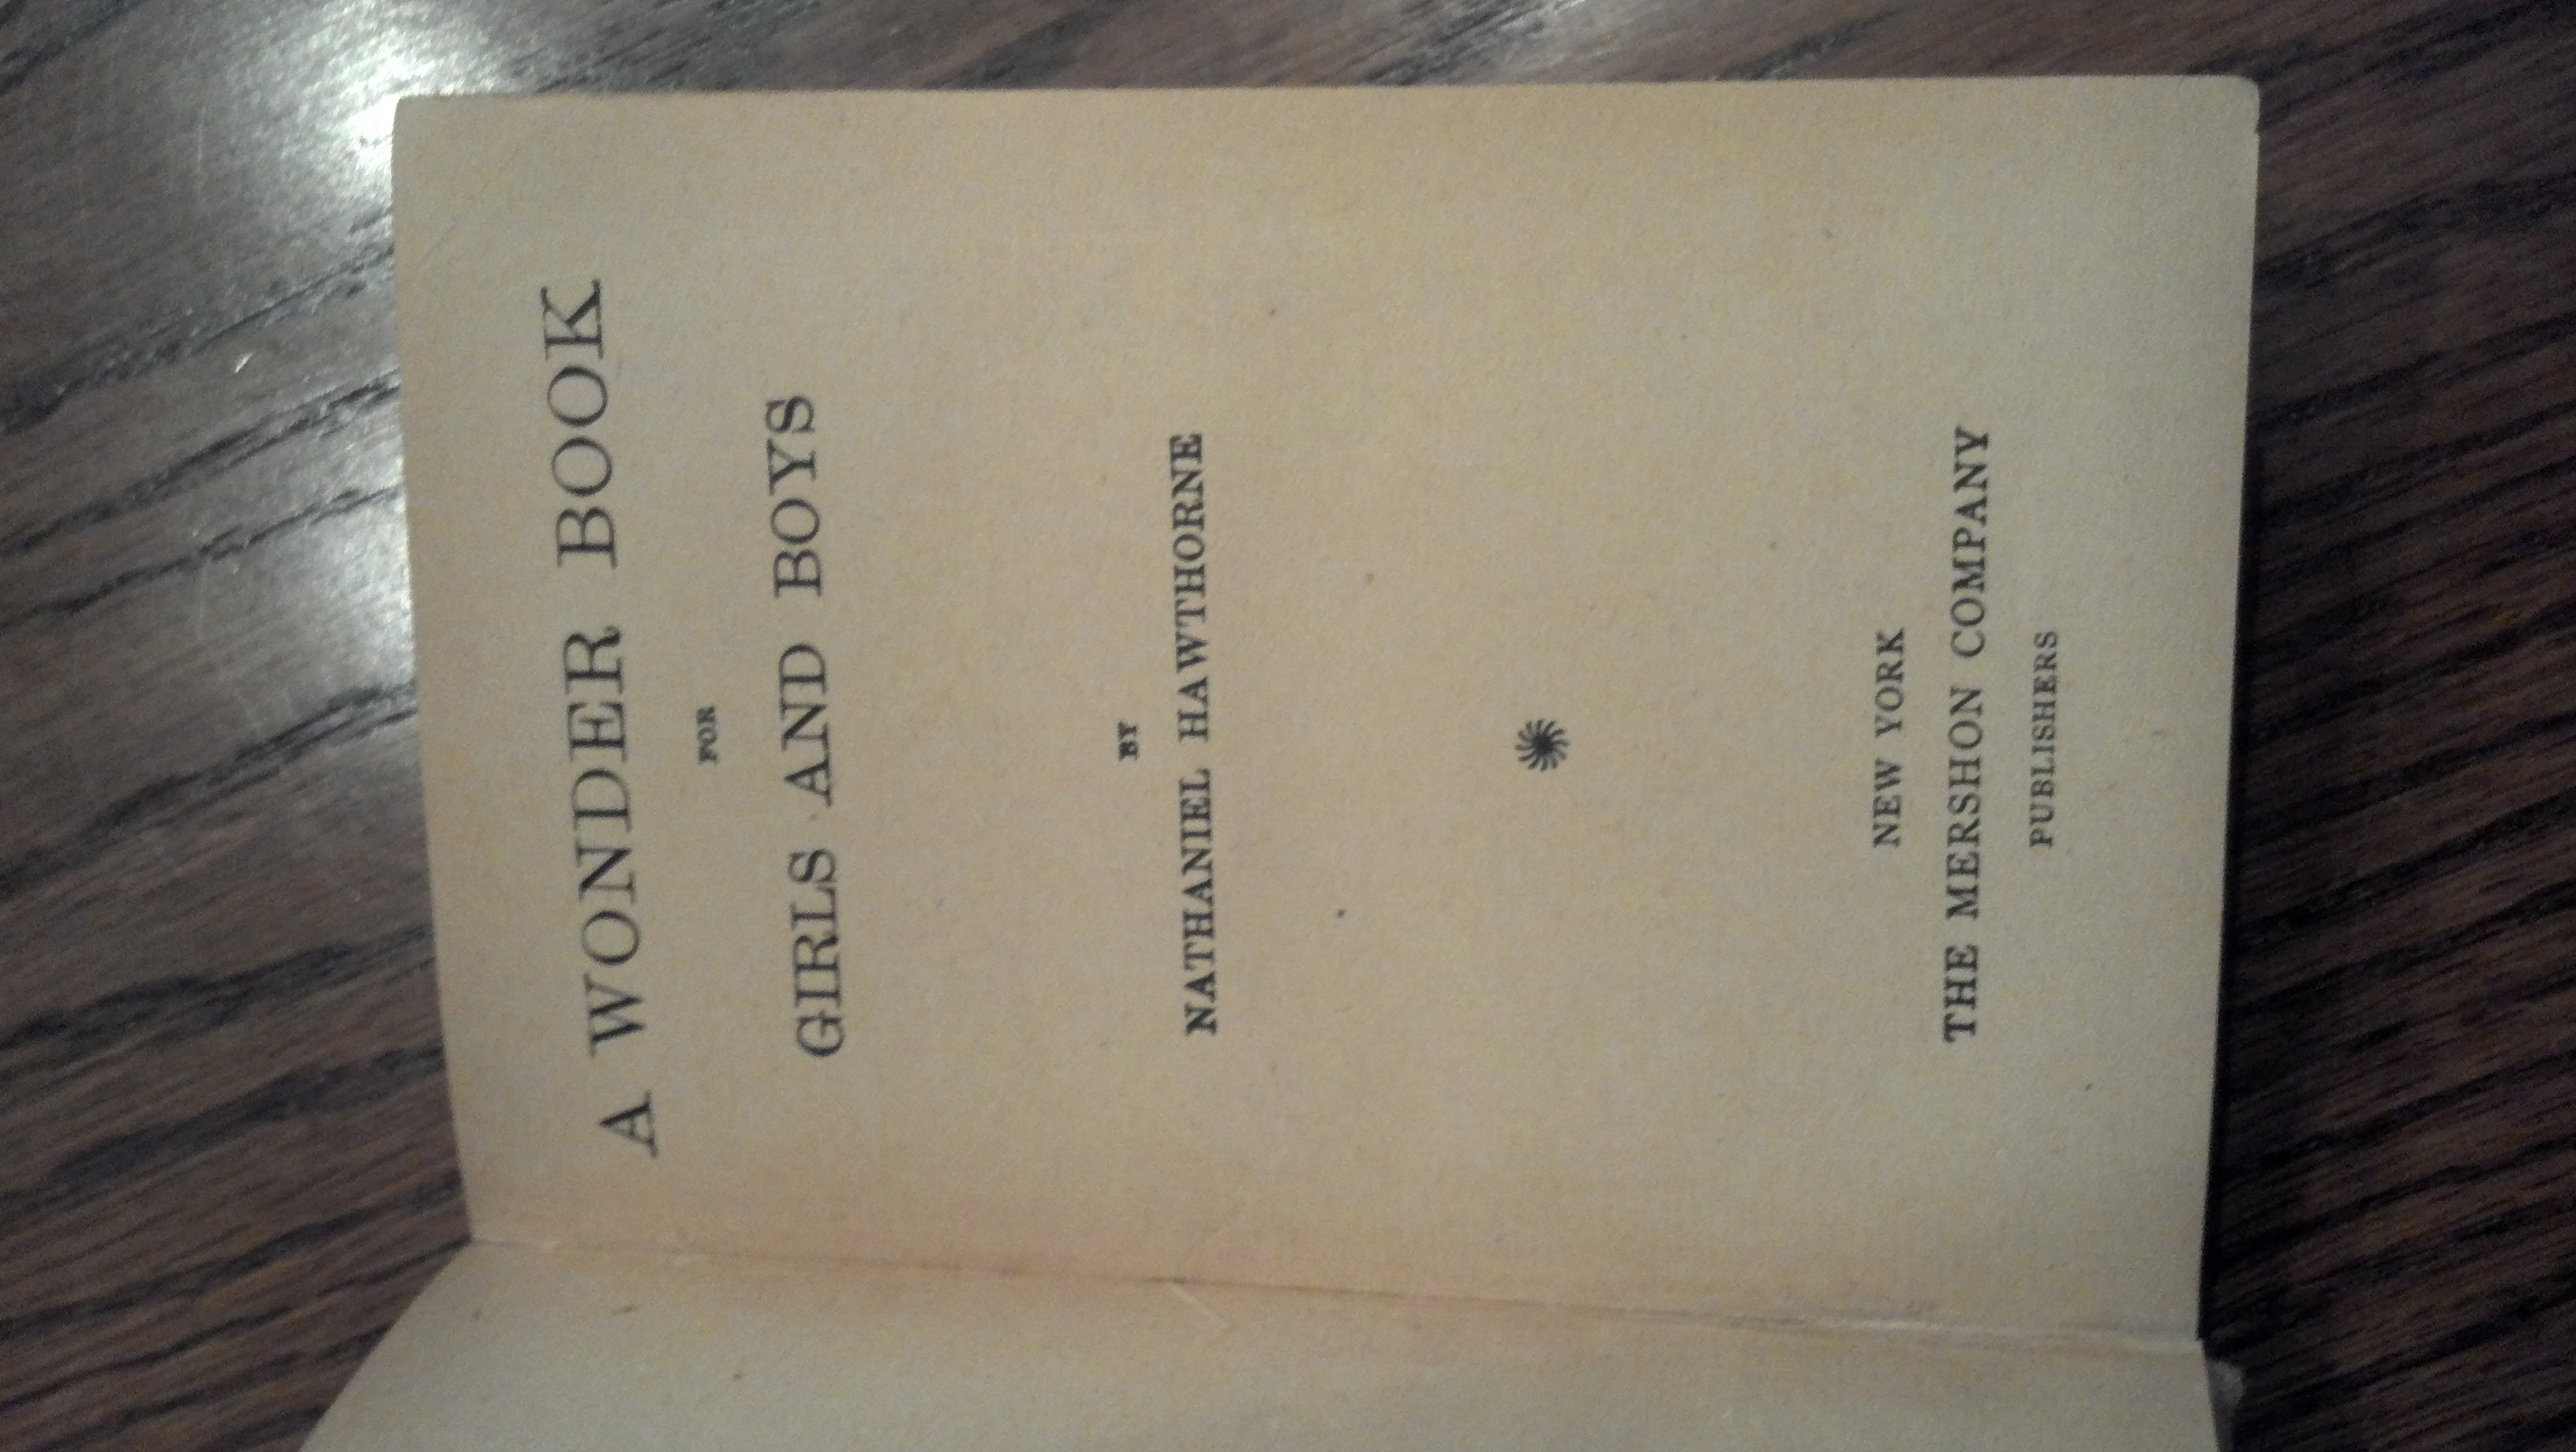 A WONDER BOOK
FOR
GIRLS AND BOYS
BY
NATHANIEL HAWTHORNE
NEW YORK
THE MERSHON COMPANY
PUBLISHERS